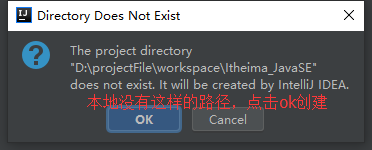 Directory Does Not Exist
The project directory
"D:\projectFile\workspace\Itheima_JavaSE"
does not exist. It will be created by IntelliJ IDEA.
本地没有这样的路径，点击ok创建
OK Cancel